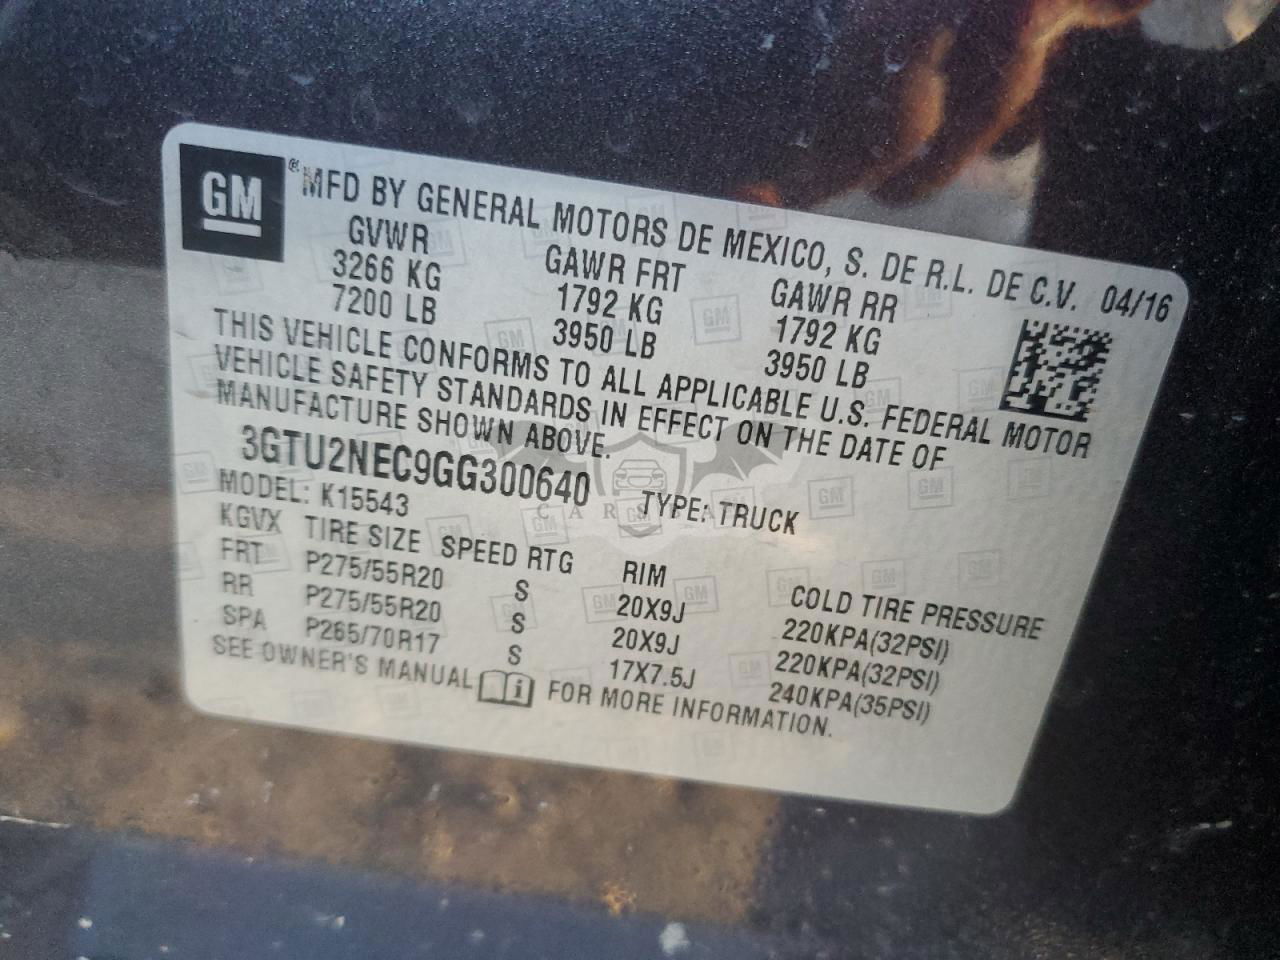 GM
® MFD BY GENERAL MOTORS DE MEXICO, S. DE R.L. DE C.V. 04/16
GVWR GAWR FRT GAWR RR
3266 KG 1792 KG 1792 KG
7200 LB 3950 LB 3950 LB
THIS VEHICLE CONFORMS TO ALL APPLICABLE U.S. FEDERAL MOTOR
VEHICLE SAFETY STANDARDS IN EFFECT ON THE DATE OF
MANUFACTURE SHOWN ABOVE.
3GTU2NEC9GG300640 TYPE: TRUCK
MODEL: K15543
KGVX TIRE SIZE SPEED RTG RIM COLD TIRE PRESSURE
FRT P275/55R20 S 20X9J 220KPA(32PSI)
RR P275/55R20 S 20X9J 220KPA(32PSI)
SPA P265/70R17 S 17X7.5J 240KPA(35PSI)
SEE OWNER'S MANUAL FOR MORE INFORMATION.